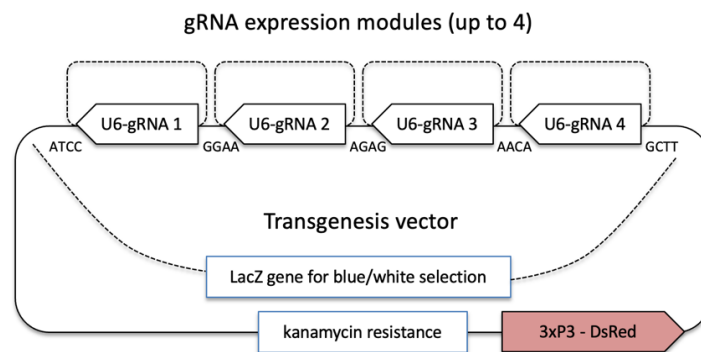 gRNA expression modules (up to 4)
U6-gRNA 1
U6-gRNA 2
U6-gRNA 3
U6-gRNA 4
ATCC
GGAA
AGAG
AACA
GCTT
Transgenesis vector
LacZ gene for blue/white selection
kanamycin resistance
3xP3 - DsRed